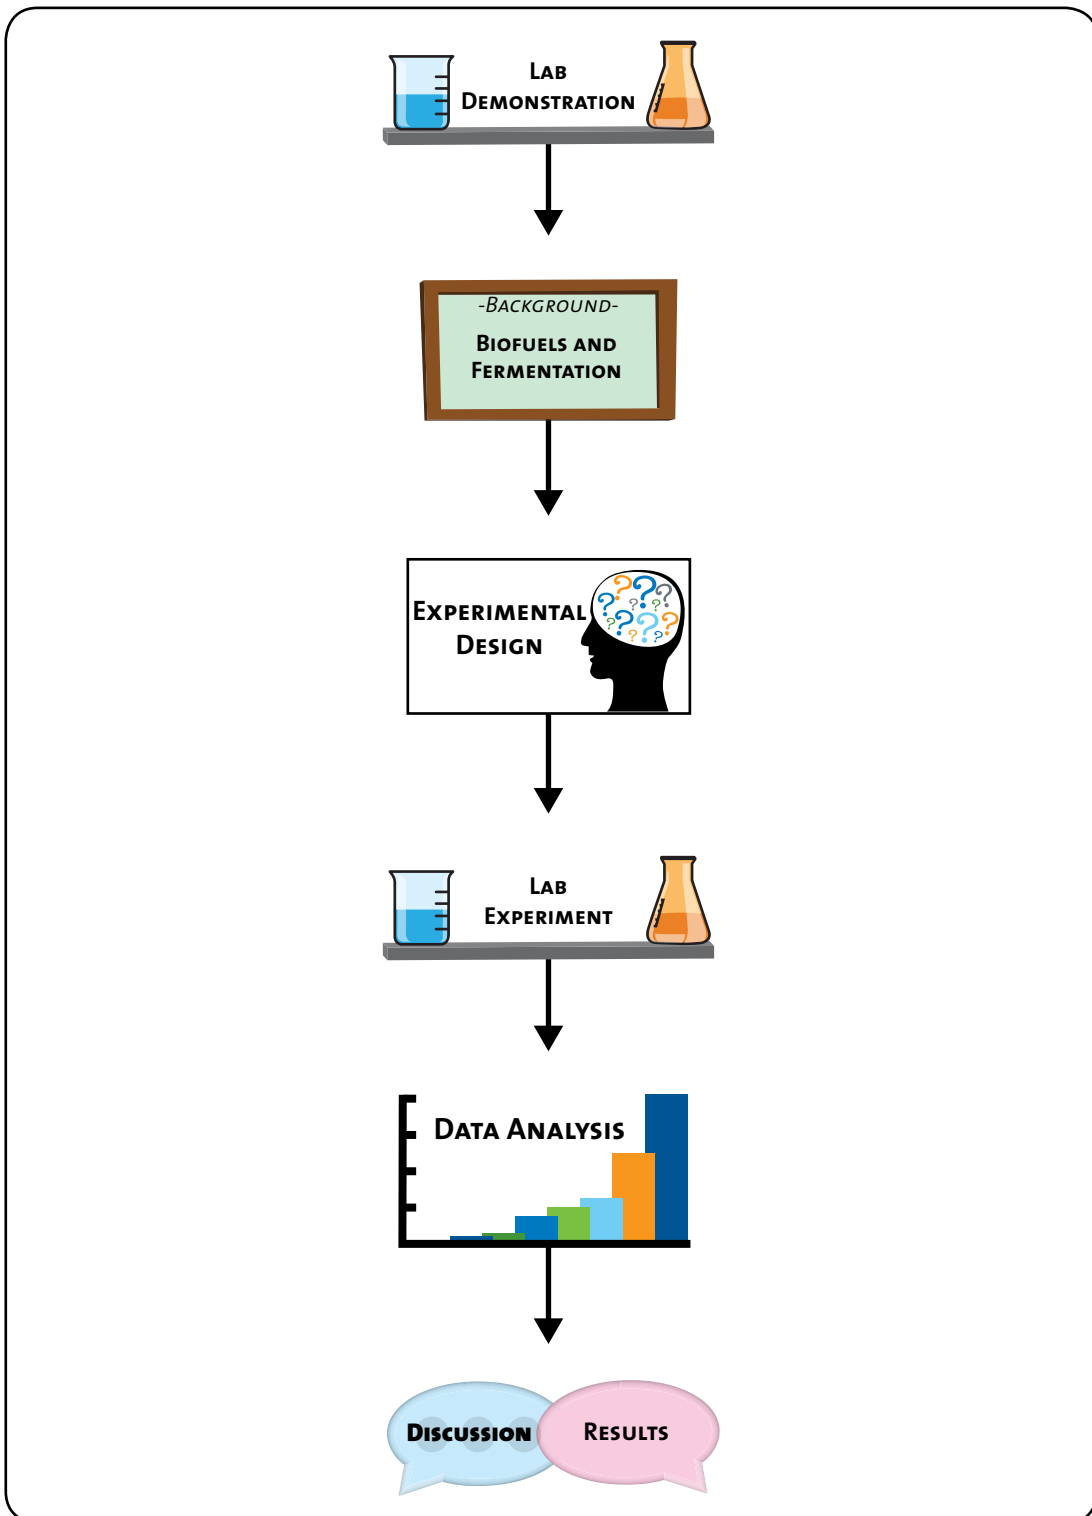 Lab
Demonstration
-Background-
Biofuels and
Fermentation
Experimental
Design
Lab
Experiment
Data Analysis
Discussion
Results